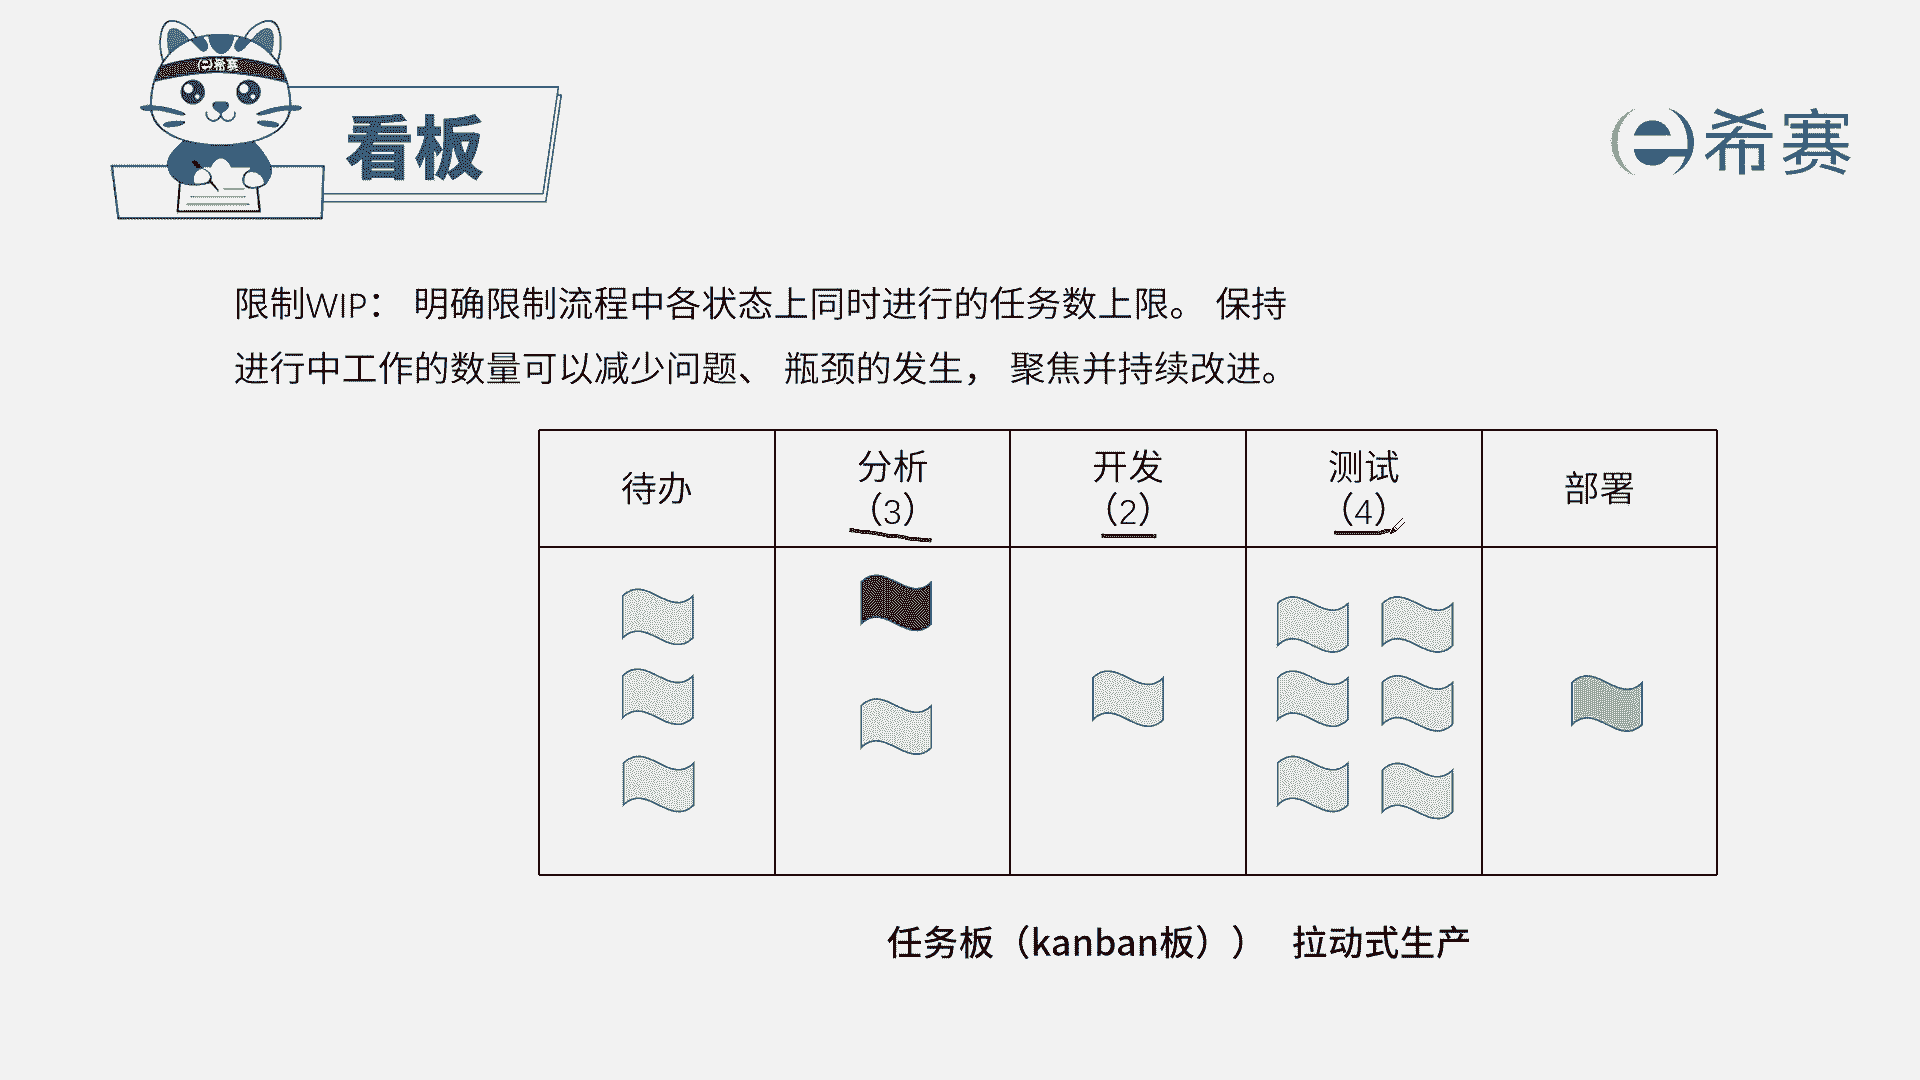 希赛
看板
希赛
限制WIP： 明确限制流程中各状态上同时进行的任务数上限。 保持
进行中工作的数量可以减少问题、 瓶颈的发生， 聚焦并持续改进。
待办
分析
（3）
开发
（2）
测试
（4）
部署
任务板（kanban板）） 拉动式生产